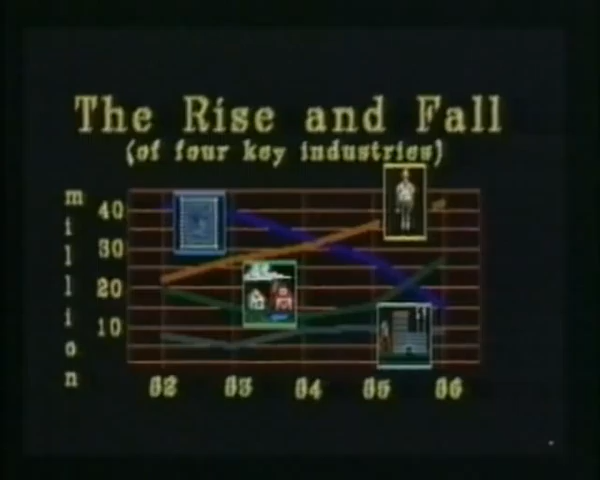 The Rise and Fall
(of four key industries)
million
40
30
20
10
82 83 84 85 86